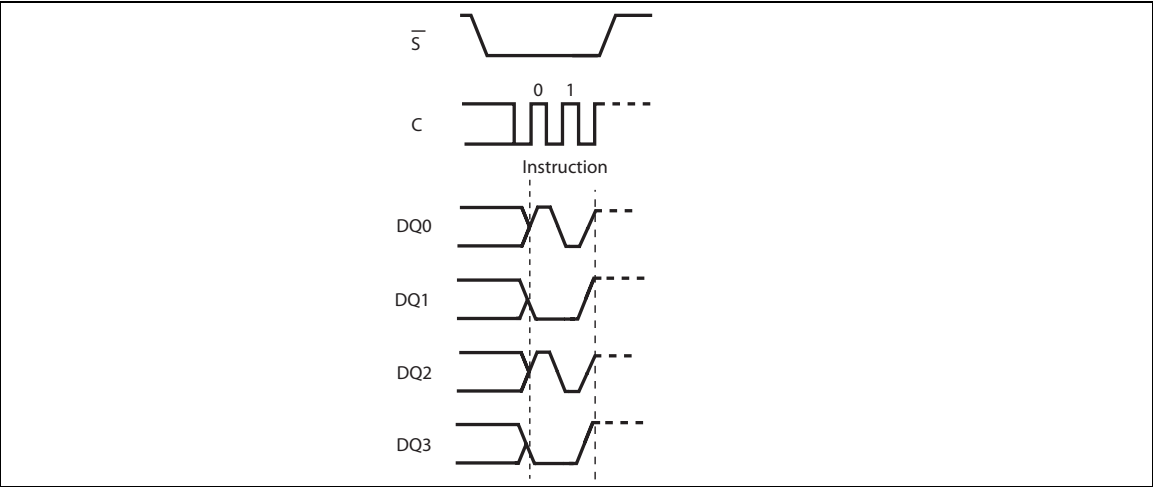 S̅
0 1
C
Instruction
DQ0
DQ1
DQ2
DQ3